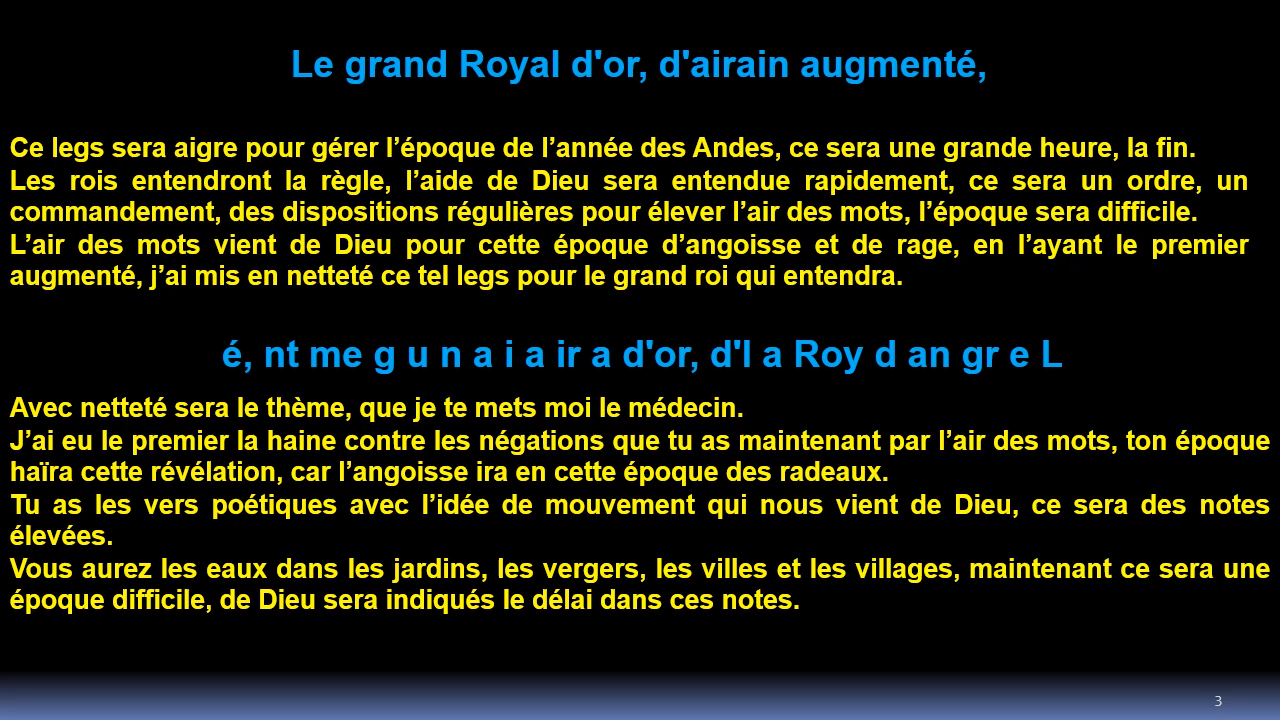 Le grand Royal d'or, d'airain augmenté,
Ce legs sera aigre pour gérer l’époque de l’année des Andes, ce sera une grande heure, la fin.
Les rois entendront la règle, l’aide de Dieu sera entendue rapidement, ce sera un ordre, un
commandement, des dispositions régulières pour élever l’air des mots, l’époque sera difficile.
L’air des mots vient de Dieu pour cette époque d’angoisse et de rage, en l’ayant le premier
augmenté, j’ai mis en netteté ce tel legs pour le grand roi qui entendra.
é, nt me g u n a i a ir a d'or, d'l a Roy d an gr e L
Avec netteté sera le thème, que je te mets moi le médecin.
J’ai eu le premier la haine contre les négations que tu as maintenant par l’air des mots, ton époque
haïra cette révélation, car l’angoisse ira en cette époque des radeaux.
Tu as les vers poétiques avec l’idée de mouvement qui nous vient de Dieu, ce sera des notes
élevées.
Vous aurez les eaux dans les jardins, les vergers, les villes et les villages, maintenant ce sera une
époque difficile, de Dieu sera indiqués le délai dans ces notes.
3